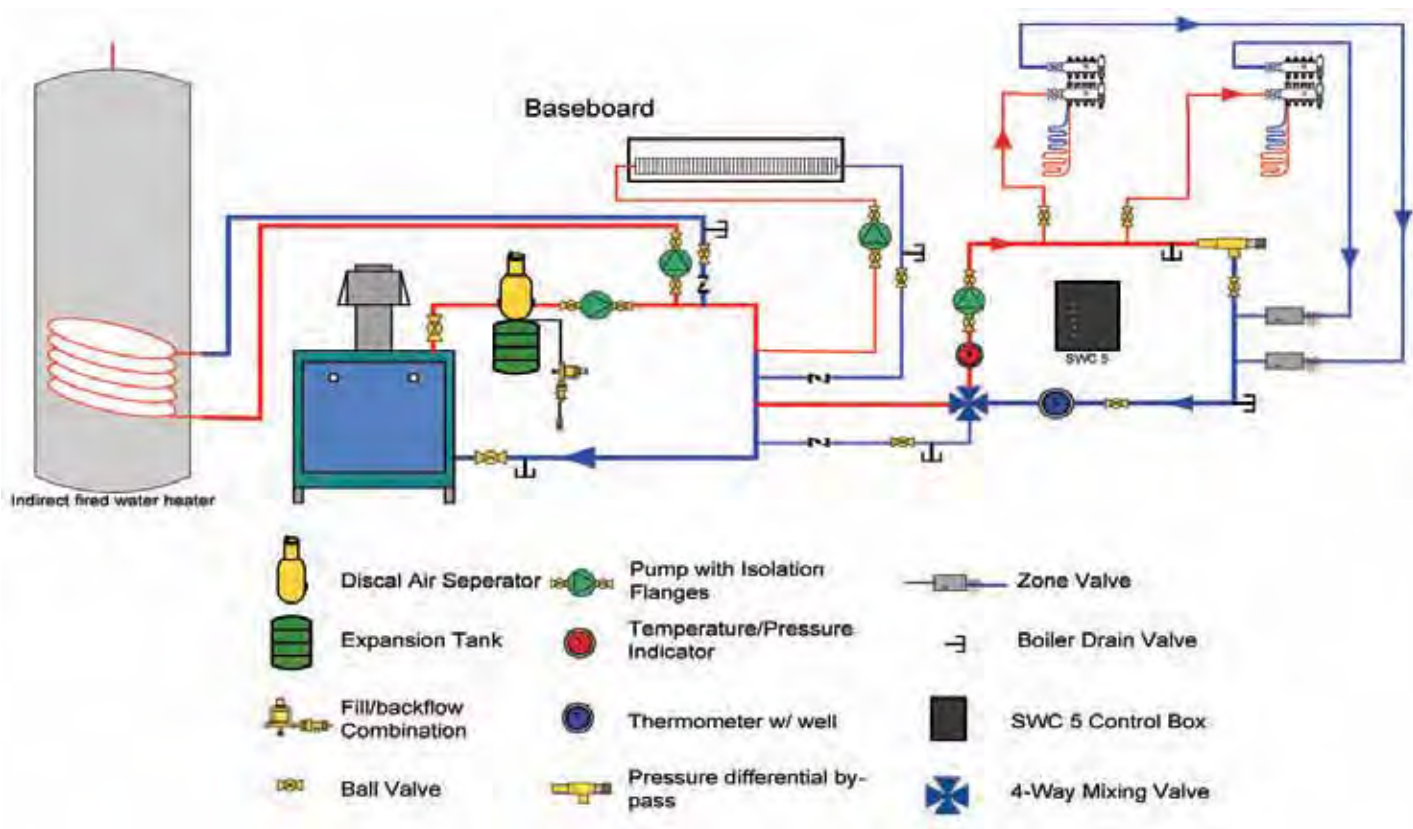 Baseboard
SWC 5
Indirect fired water heater
Discal Air Seperator
Pump with Isolation
Flanges
Zone Valve
Expansion Tank
Temperature/Pressure
Indicator
Boiler Drain Valve
Fill/backflow
Combination
Thermometer w/ well
SWC 5 Control Box
Ball Valve
Pressure differential by-
pass
4-Way Mixing Valve